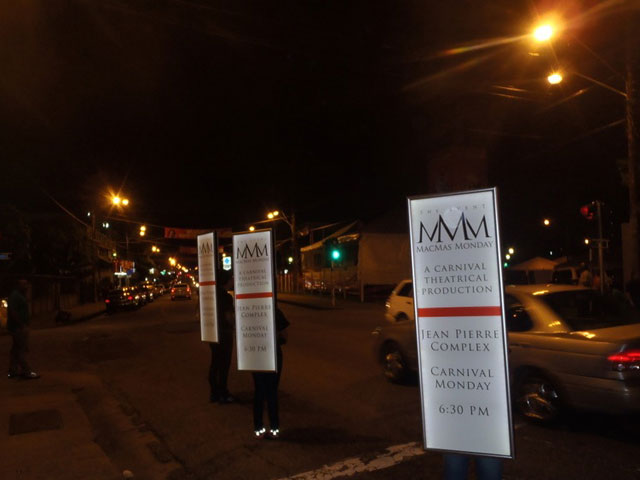 THE EVENT
MMM
MACMAS MONDAY
A CARNIVAL
THEATRICAL
PRODUCTION
JEAN PIERRE
COMPLEX
CARNIVAL
MONDAY
6:30 PM
MMM
MACMAS MONDAY
A CARNIVAL
THEATRICAL
PRODUCTION
JEAN PIERRE
COMPLEX
CARNIVAL
MONDAY
6:30 PM